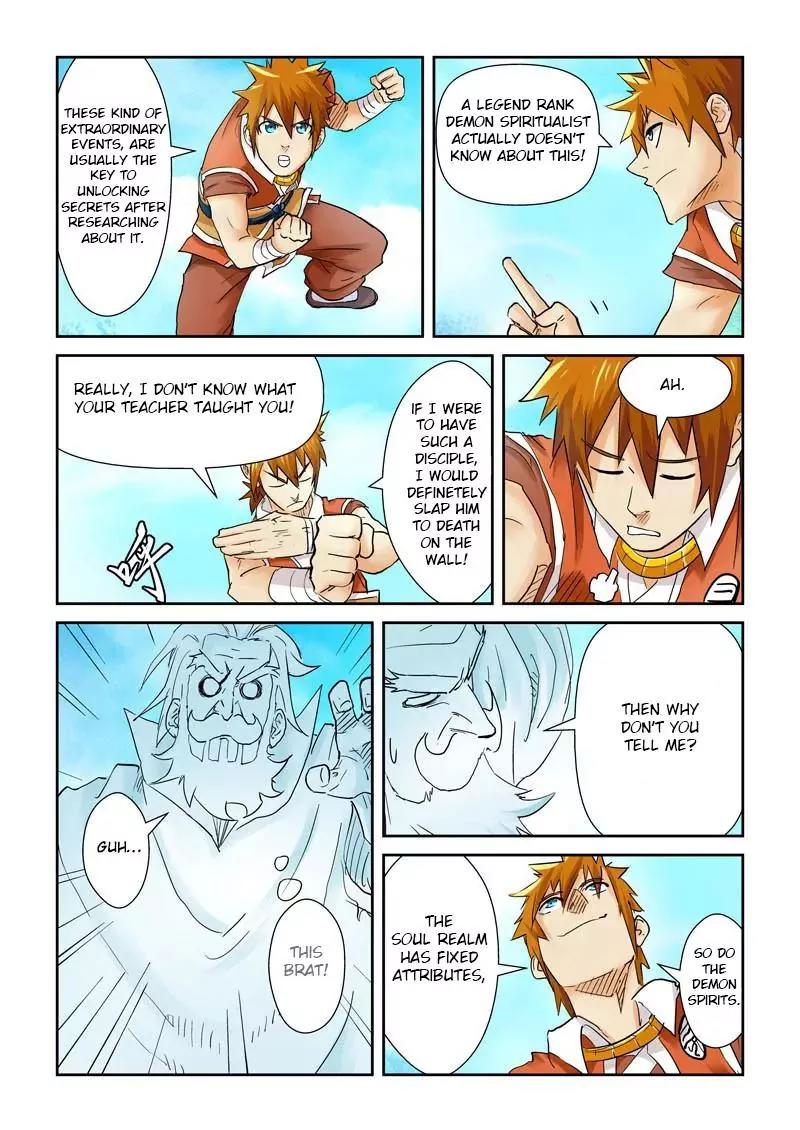 THESE KIND OF
EXTRAORDINARY
EVENTS, ARE
USUALLY THE
KEY TO
UNLOCKING
SECRETS AFTER
RESEARCHING
ABOUT IT.
A LEGEND RANK
DEMON SPIRITUALIST
ACTUALLY DOESN'T
KNOW ABOUT THIS!
REALLY, I DON'T KNOW WHAT
YOUR TEACHER TAUGHT YOU!
IF I WERE
TO HAVE
SUCH A
DISCIPLE,
I WOULD
DEFINETELY
SLAP HIM
TO DEATH
ON THE
WALL!
AH.
GUH...
THIS
BRAT!
THEN WHY
DON'T YOU
TELL ME?
THE
SOUL REALM
HAS FIXED
ATTRIBUTES,
SO DO
THE
DEMON
SPIRITS.